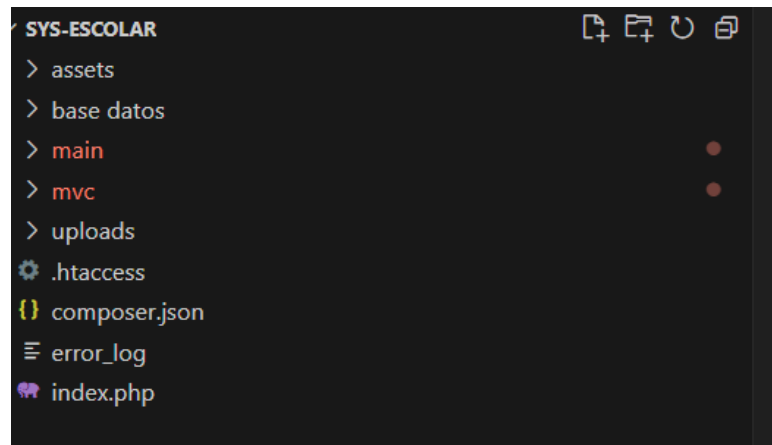 SYS-ESCOLAR
assets
base datos
main
mvc
uploads
.htaccess
{} composer.json
error_log
index.php